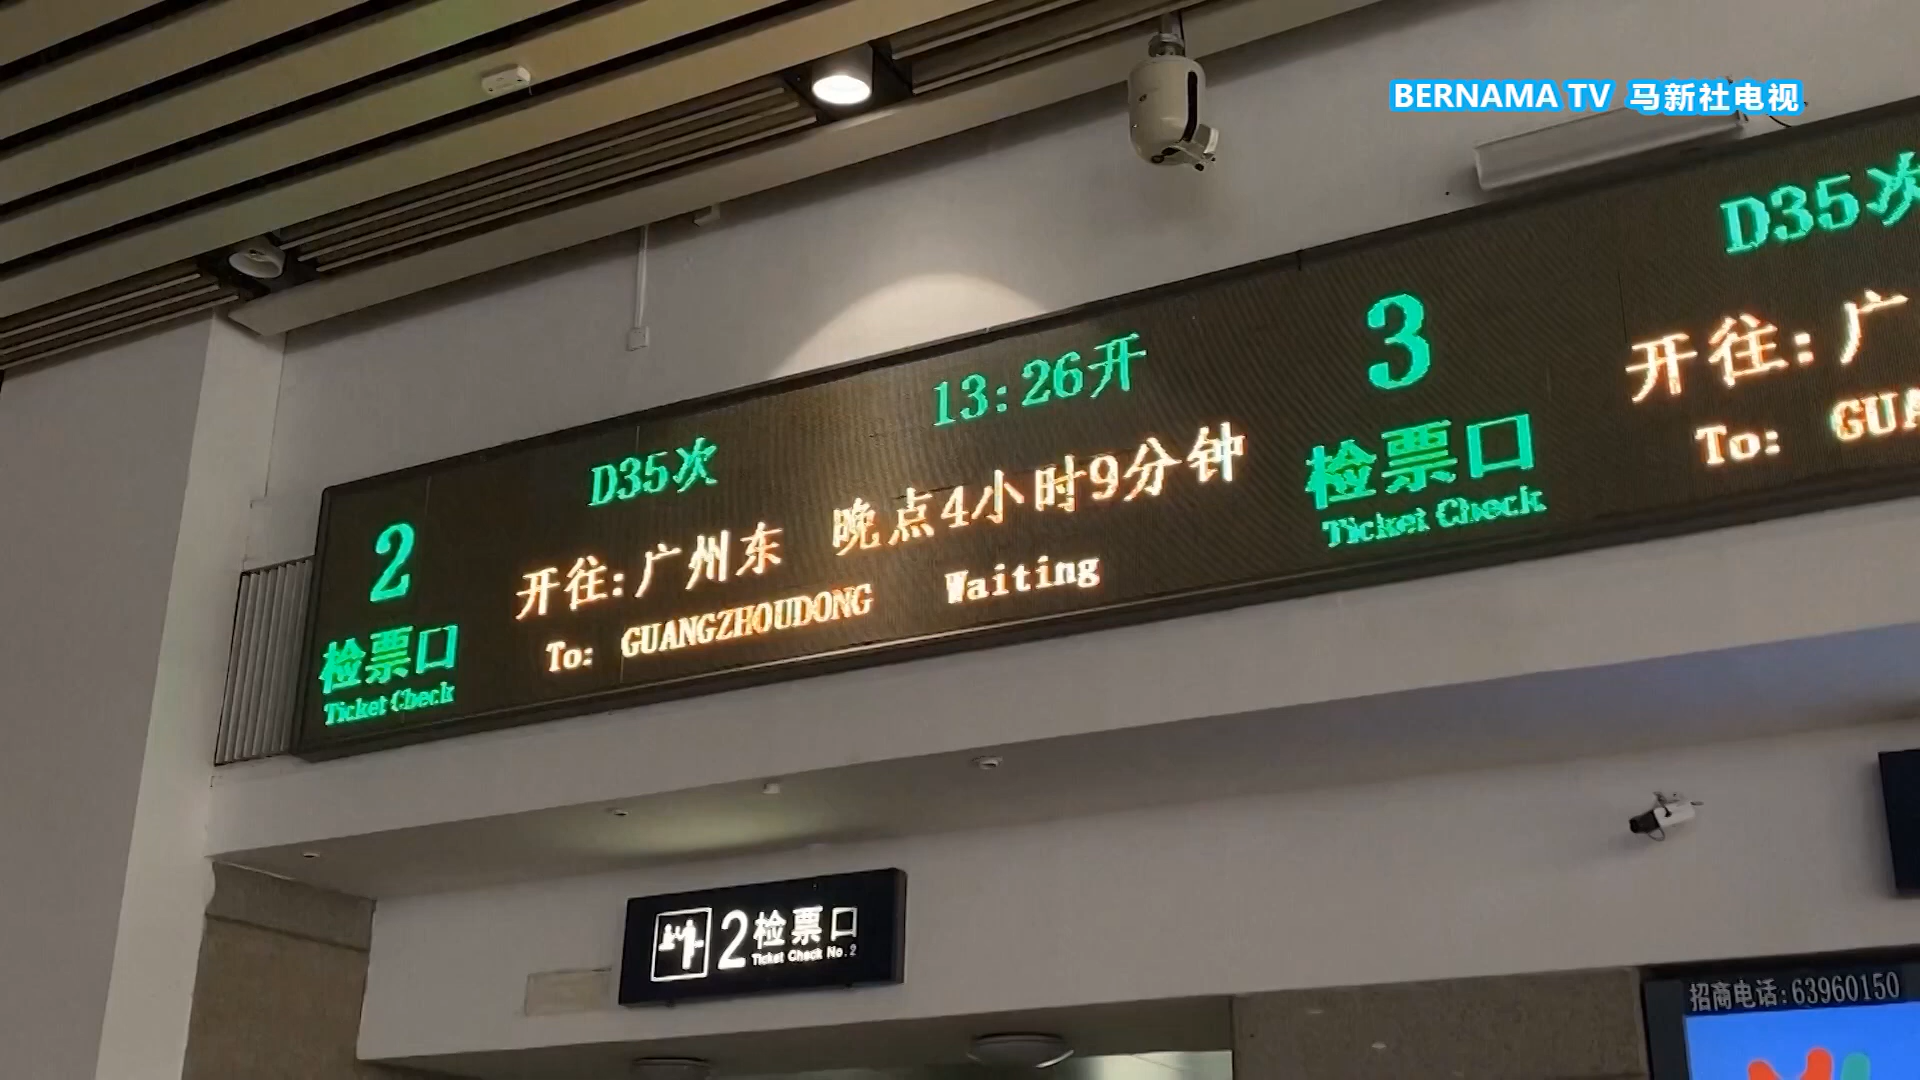 BERNAMA TV 马新社电视
2
检票口
Ticket Check
D35次 13:26开
开往:广州东 晚点4小时9分钟
To: GUANGZHOUDONG Waiting
3
检票口
Ticket Check
D35次
开往:广
To:
2检票口
Ticket Check No.2
招商电话:63960150